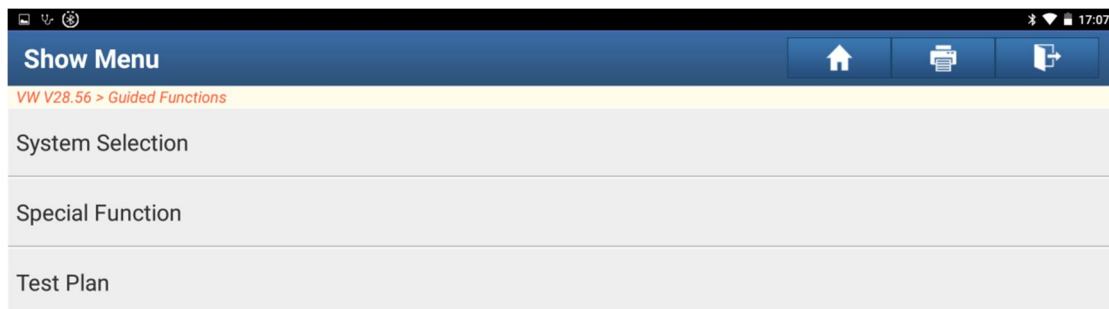 17:07
Show Menu
VW V28.56 > Guided Functions
System Selection
Special Function
Test Plan